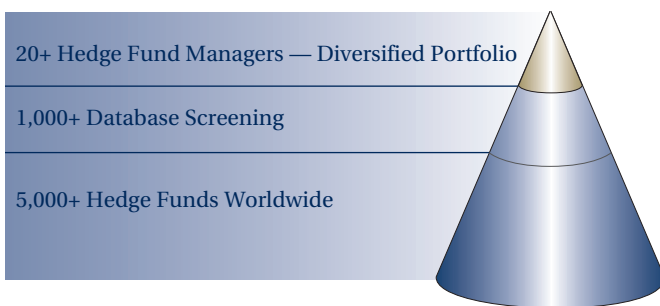 20+ Hedge Fund Managers — Diversified Portfolio
1,000+ Database Screening
5,000+ Hedge Funds Worldwide